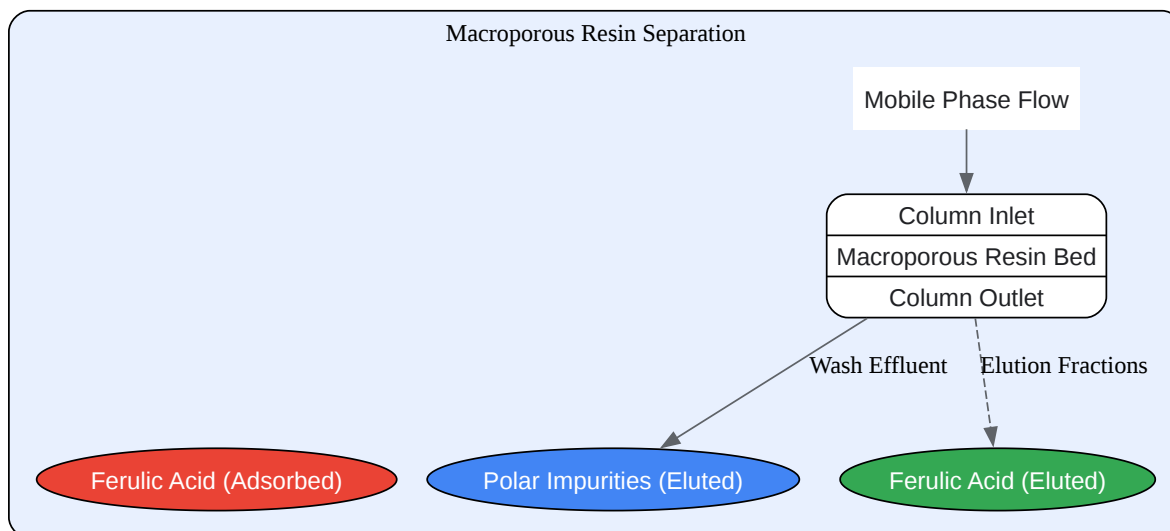 Macroporous Resin Separation
Mobile Phase Flow
Column Inlet
Macroporous Resin Bed
Column Outlet
Wash Effluent
Elution Fractions
Ferulic Acid (Adsorbed)
Polar Impurities (Eluted)
Ferulic Acid (Eluted)